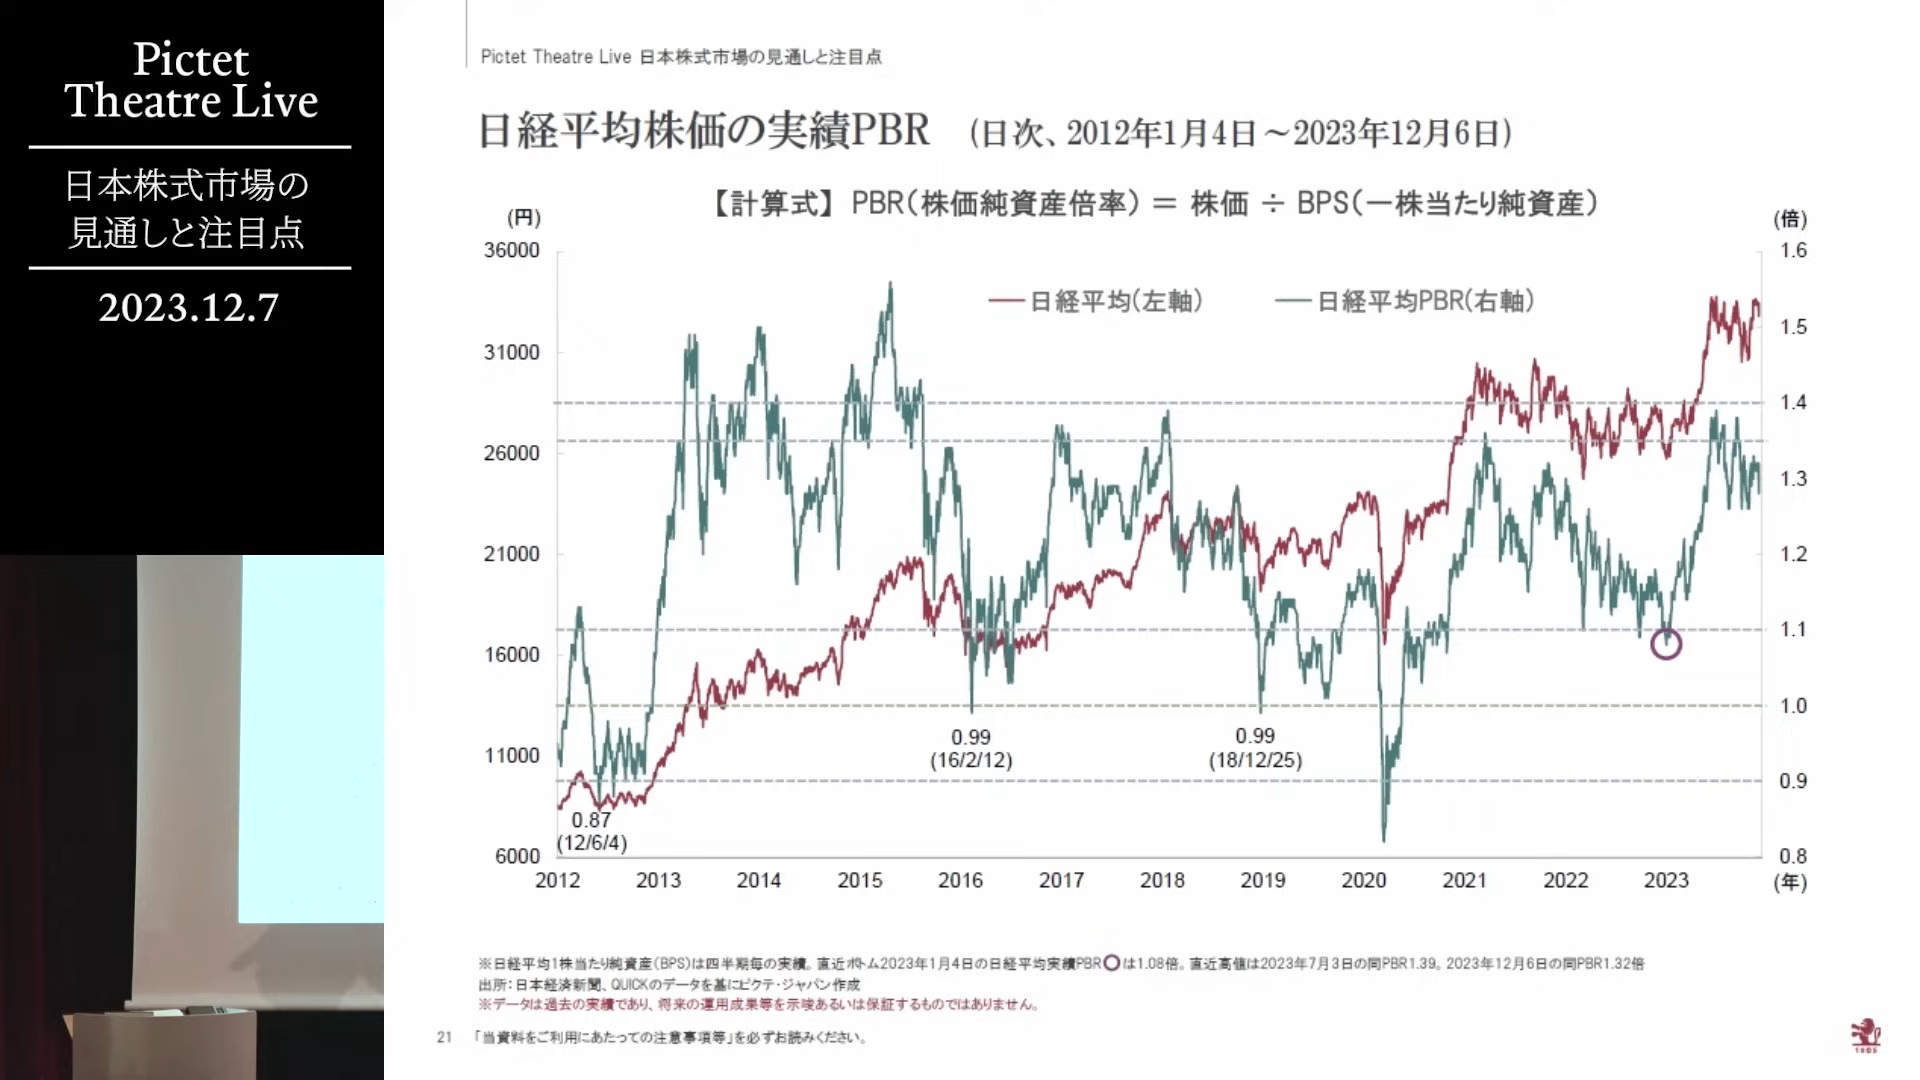 Pictet
Theatre Live
日本株式市場の
見通しと注目点
2023.12.7
Pictet Theatre Live 日本株式市場の見通しと注目点
日経平均株価の実績PBR (日次、2012年1月4日～2023年12月6日)
【計算式】 PBR(株価純資産倍率) ＝ 株価 ÷ BPS(一株当たり純資産)
(円)
(倍)
日経平均(左軸)
日経平均PBR(右軸)
36000
31000
26000
21000
16000
11000
6000
1.6
1.5
1.4
1.3
1.2
1.1
1.0
0.9
0.8
0.87
(12/6/4)
0.99
(16/2/12)
0.99
(18/12/25)
2012 2013 2014 2015 2016 2017 2018 2019 2020 2021 2022 2023 (年)
※日経平均1株当たり純資産(BPS)は四半期毎の実績。直近ボトム2023年1月4日の日経平均実績PBR○は1.08倍。直近高値は2023年7月3日の同PBR1.39。2023年12月6日の同PBR1.32倍
出所：日本経済新聞、QUICKのデータを基にピクテ・ジャパン作成
※データは過去の実績であり、将来の運用成果等を示唆あるいは保証するものではありません。
21 「当資料をご利用にあたっての注意事項等」を必ずお読みください。
1805